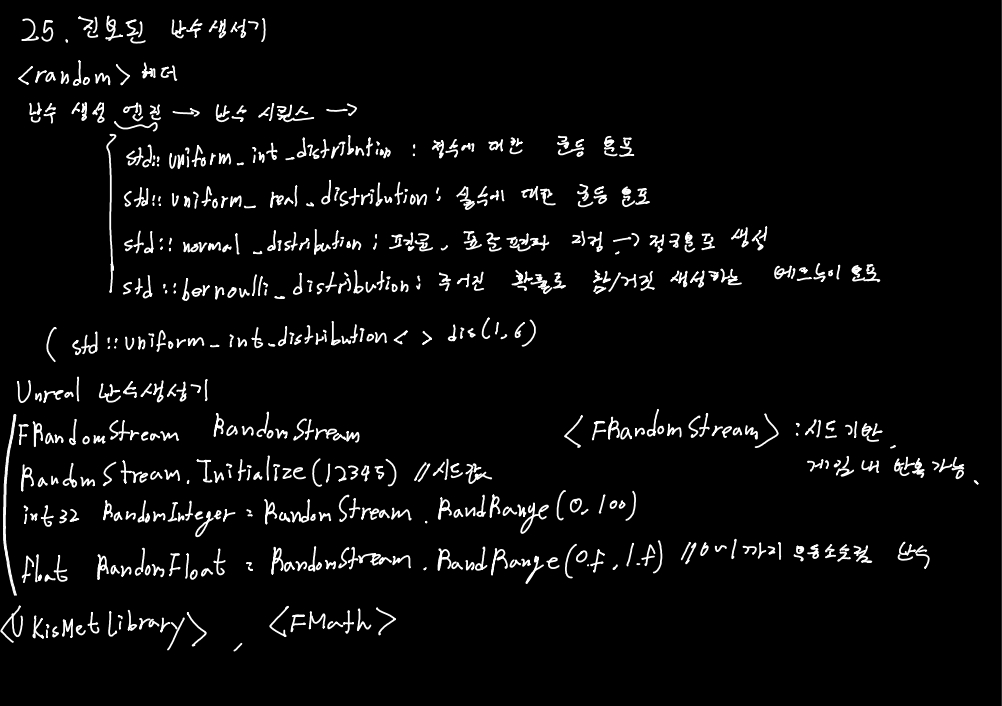 25. 진보된 난수생성기
<random> 헤더
난수 생성 엔진 → 난수 시퀀스 →
std::uniform_int_distribution : 정수에 대한 균등 분포
std::uniform_real_distribution : 실수에 대한 균등 분포
std::normal_distribution : 평균, 표준편차 지정 → 정규분포 생성
std::bernoulli_distribution : 주어진 확률로 참/거짓 생성하는 베르누이 분포
( std::uniform_int_distribution< > dis(1,6)
Unreal 난수생성기
FRandomStream RandomStream <FRandomStream> : 시드기반,
RandomStream.Initialize(12345) //시드값 게임 내 반복가능.
int32 RandomInteger = RandomStream.RandRange(0,100)
float RandomFloat = RandomStream.RandRange(0.f,1.f) //0~1까지 부동소수점 난수
<UKisMetLibrary>, <FMath>